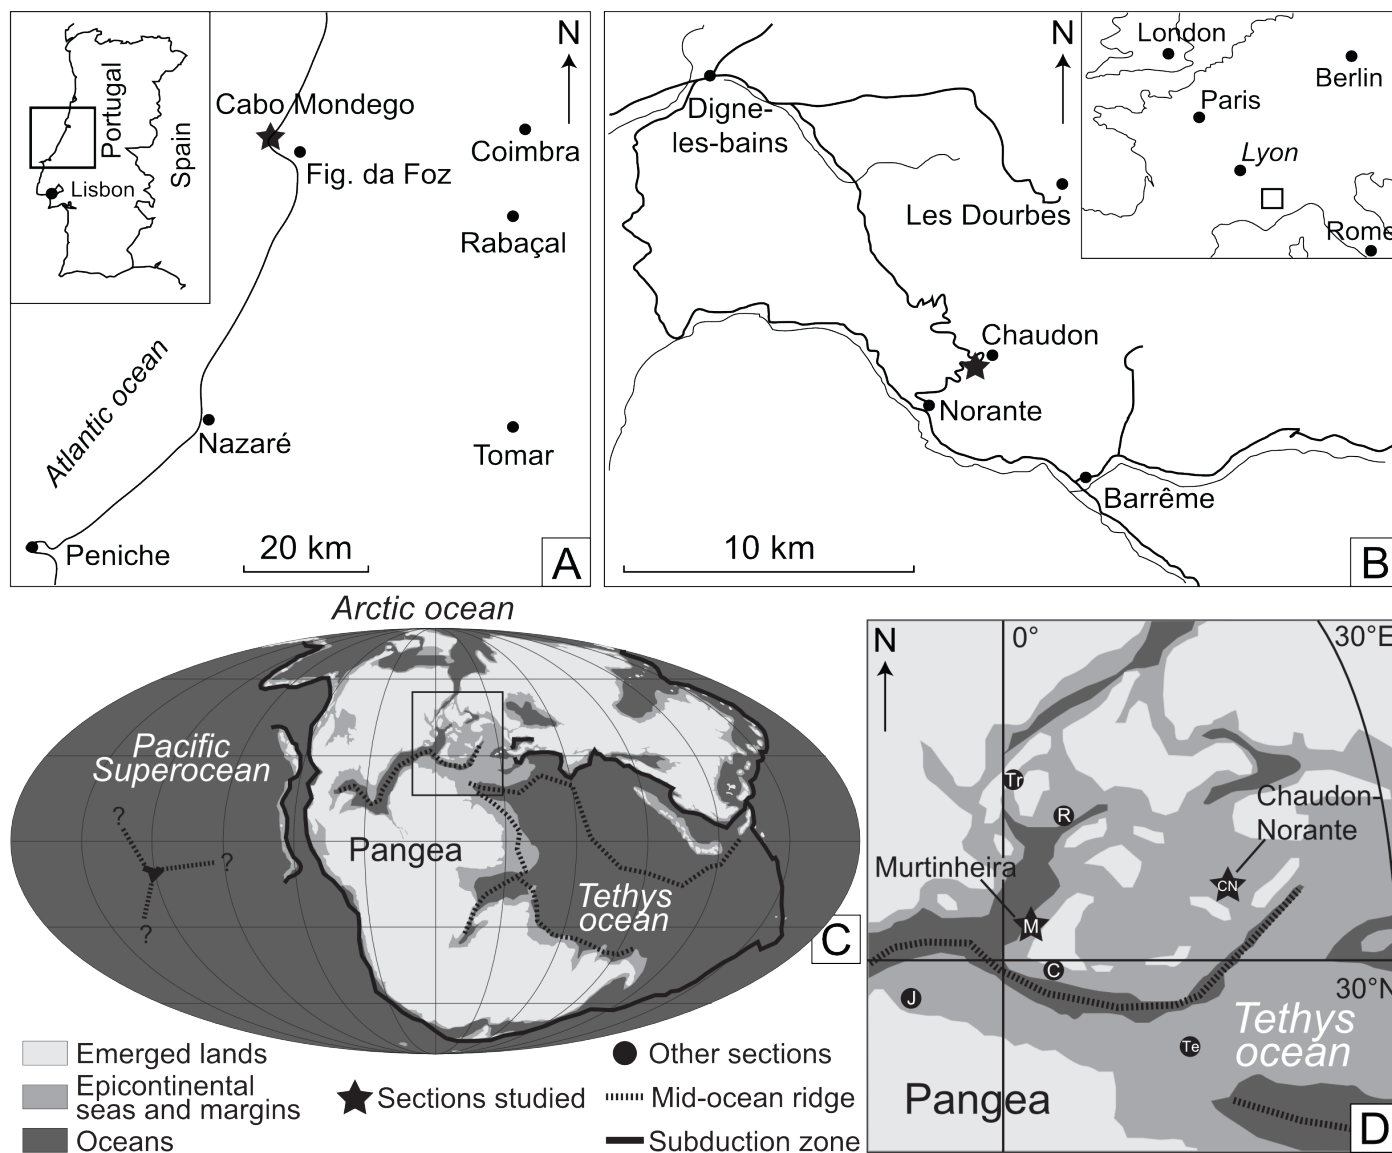 Portugal
Spain
Lisbon
N
Cabo Mondego
Fig. da Foz
Coimbra
Rabaçal
Atlantic ocean
Nazaré
Tomar
Peniche
20 km
A
N
Digne-
les-bains
Les Dourbes
London
Berlin
Paris
Lyon
Rome
Chaudon
Norante
Barrême
10 km
B
Arctic ocean
Pacific
Superocean
?
?
?
Pangea
Tethys
ocean
C
N
0°
30°E
Tr
R
Chaudon-
Norante
Murtinheira
CN
M
C
J
30°N
Te
Tethys
ocean
Pangea
D
Emerged lands
Epicontinental
seas and margins
Oceans
Sections studied
Other sections
Mid-ocean ridge
Subduction zone